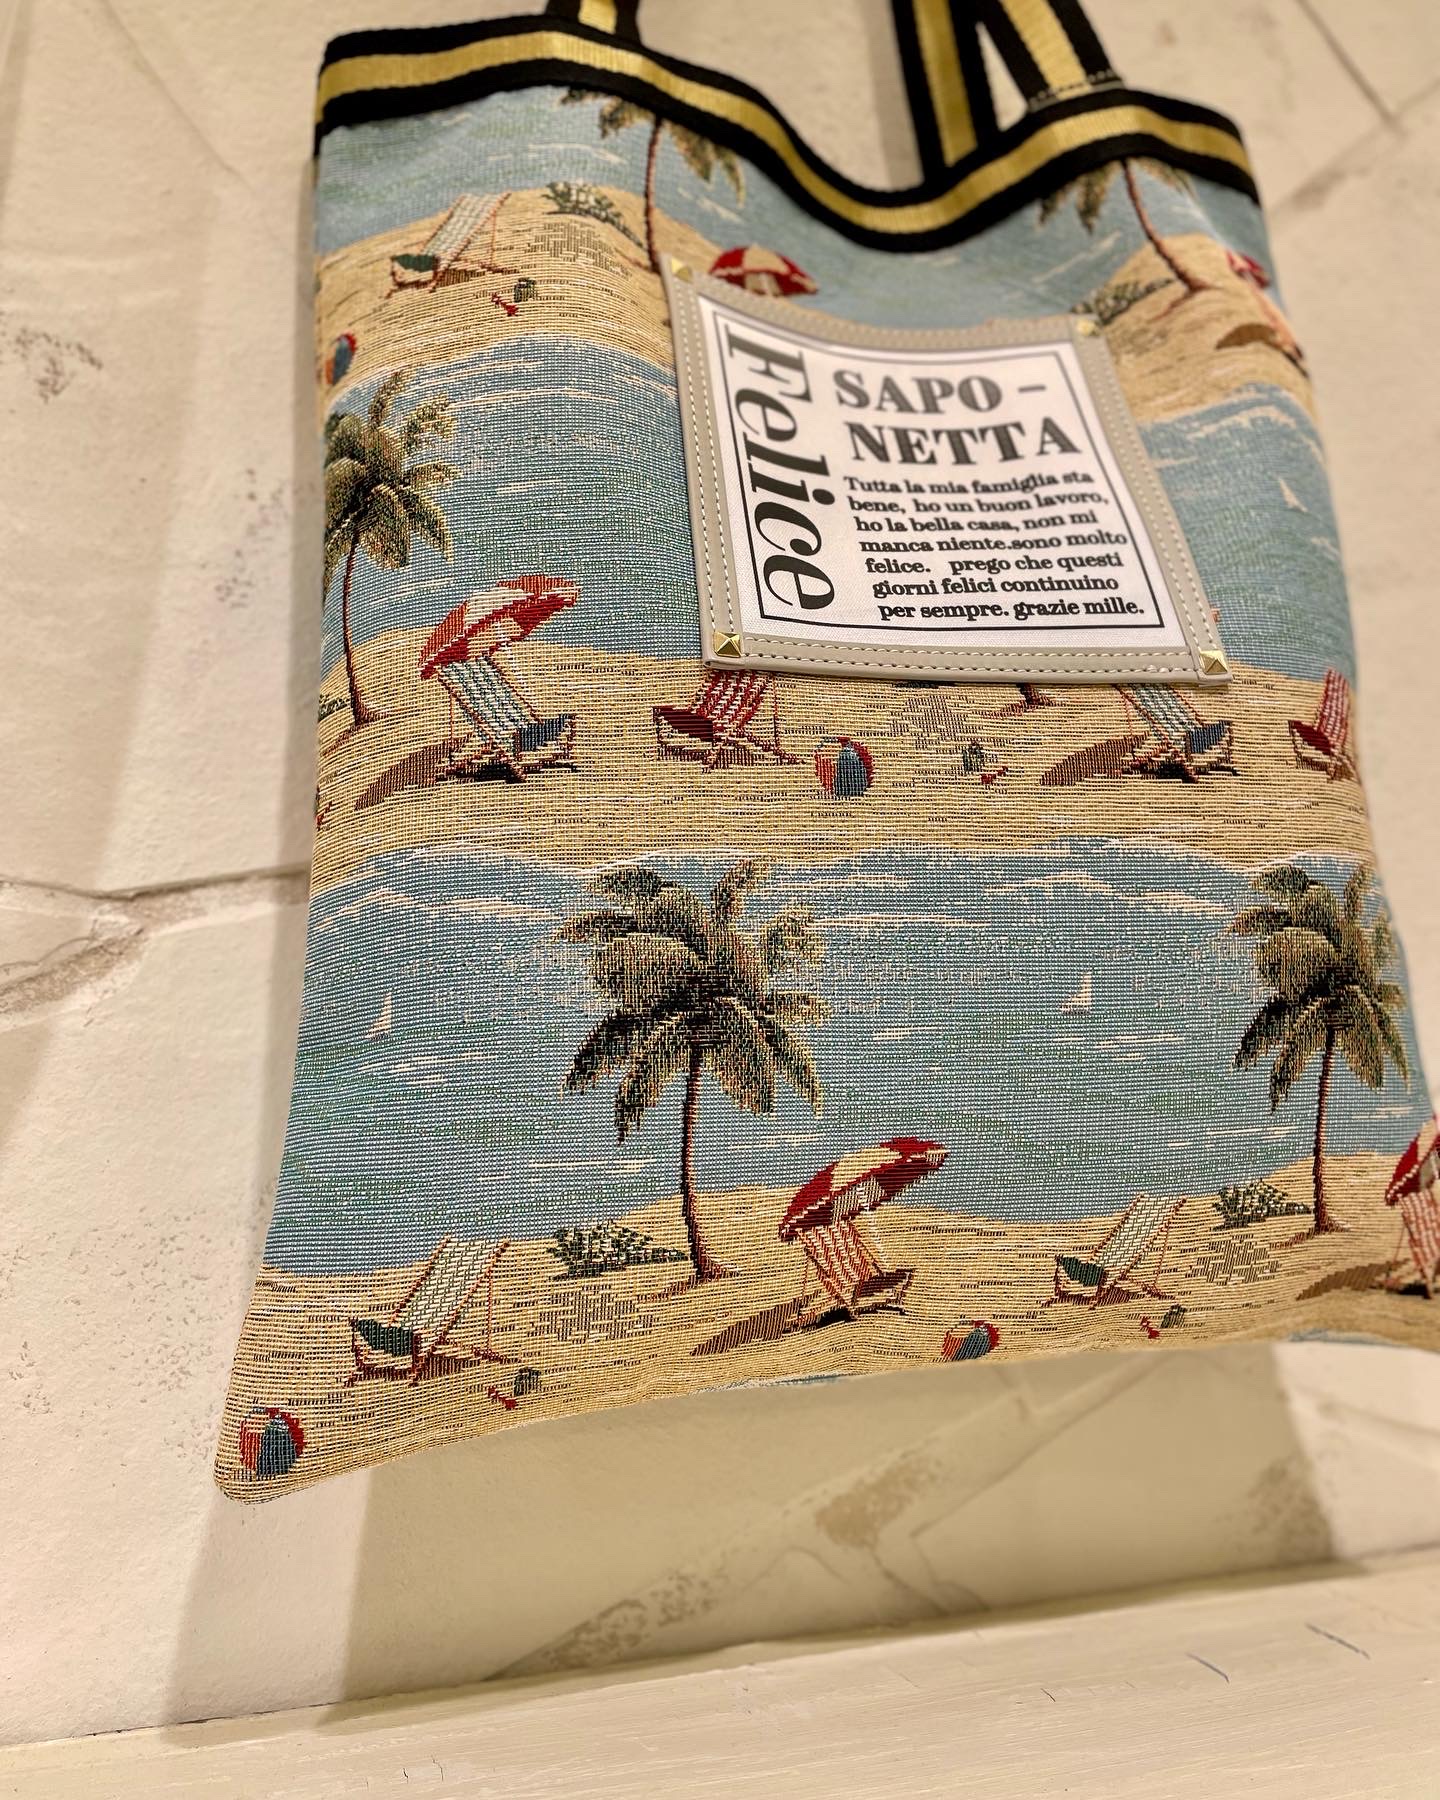 Felice
SAPO –
NETTA
Tutta la mia famiglia sta
bene, ho un buon lavoro,
ho la bella casa, non mi
manca niente.sono molto
felice. prego che questi
giorni felici continuino
per sempre. grazie mille.